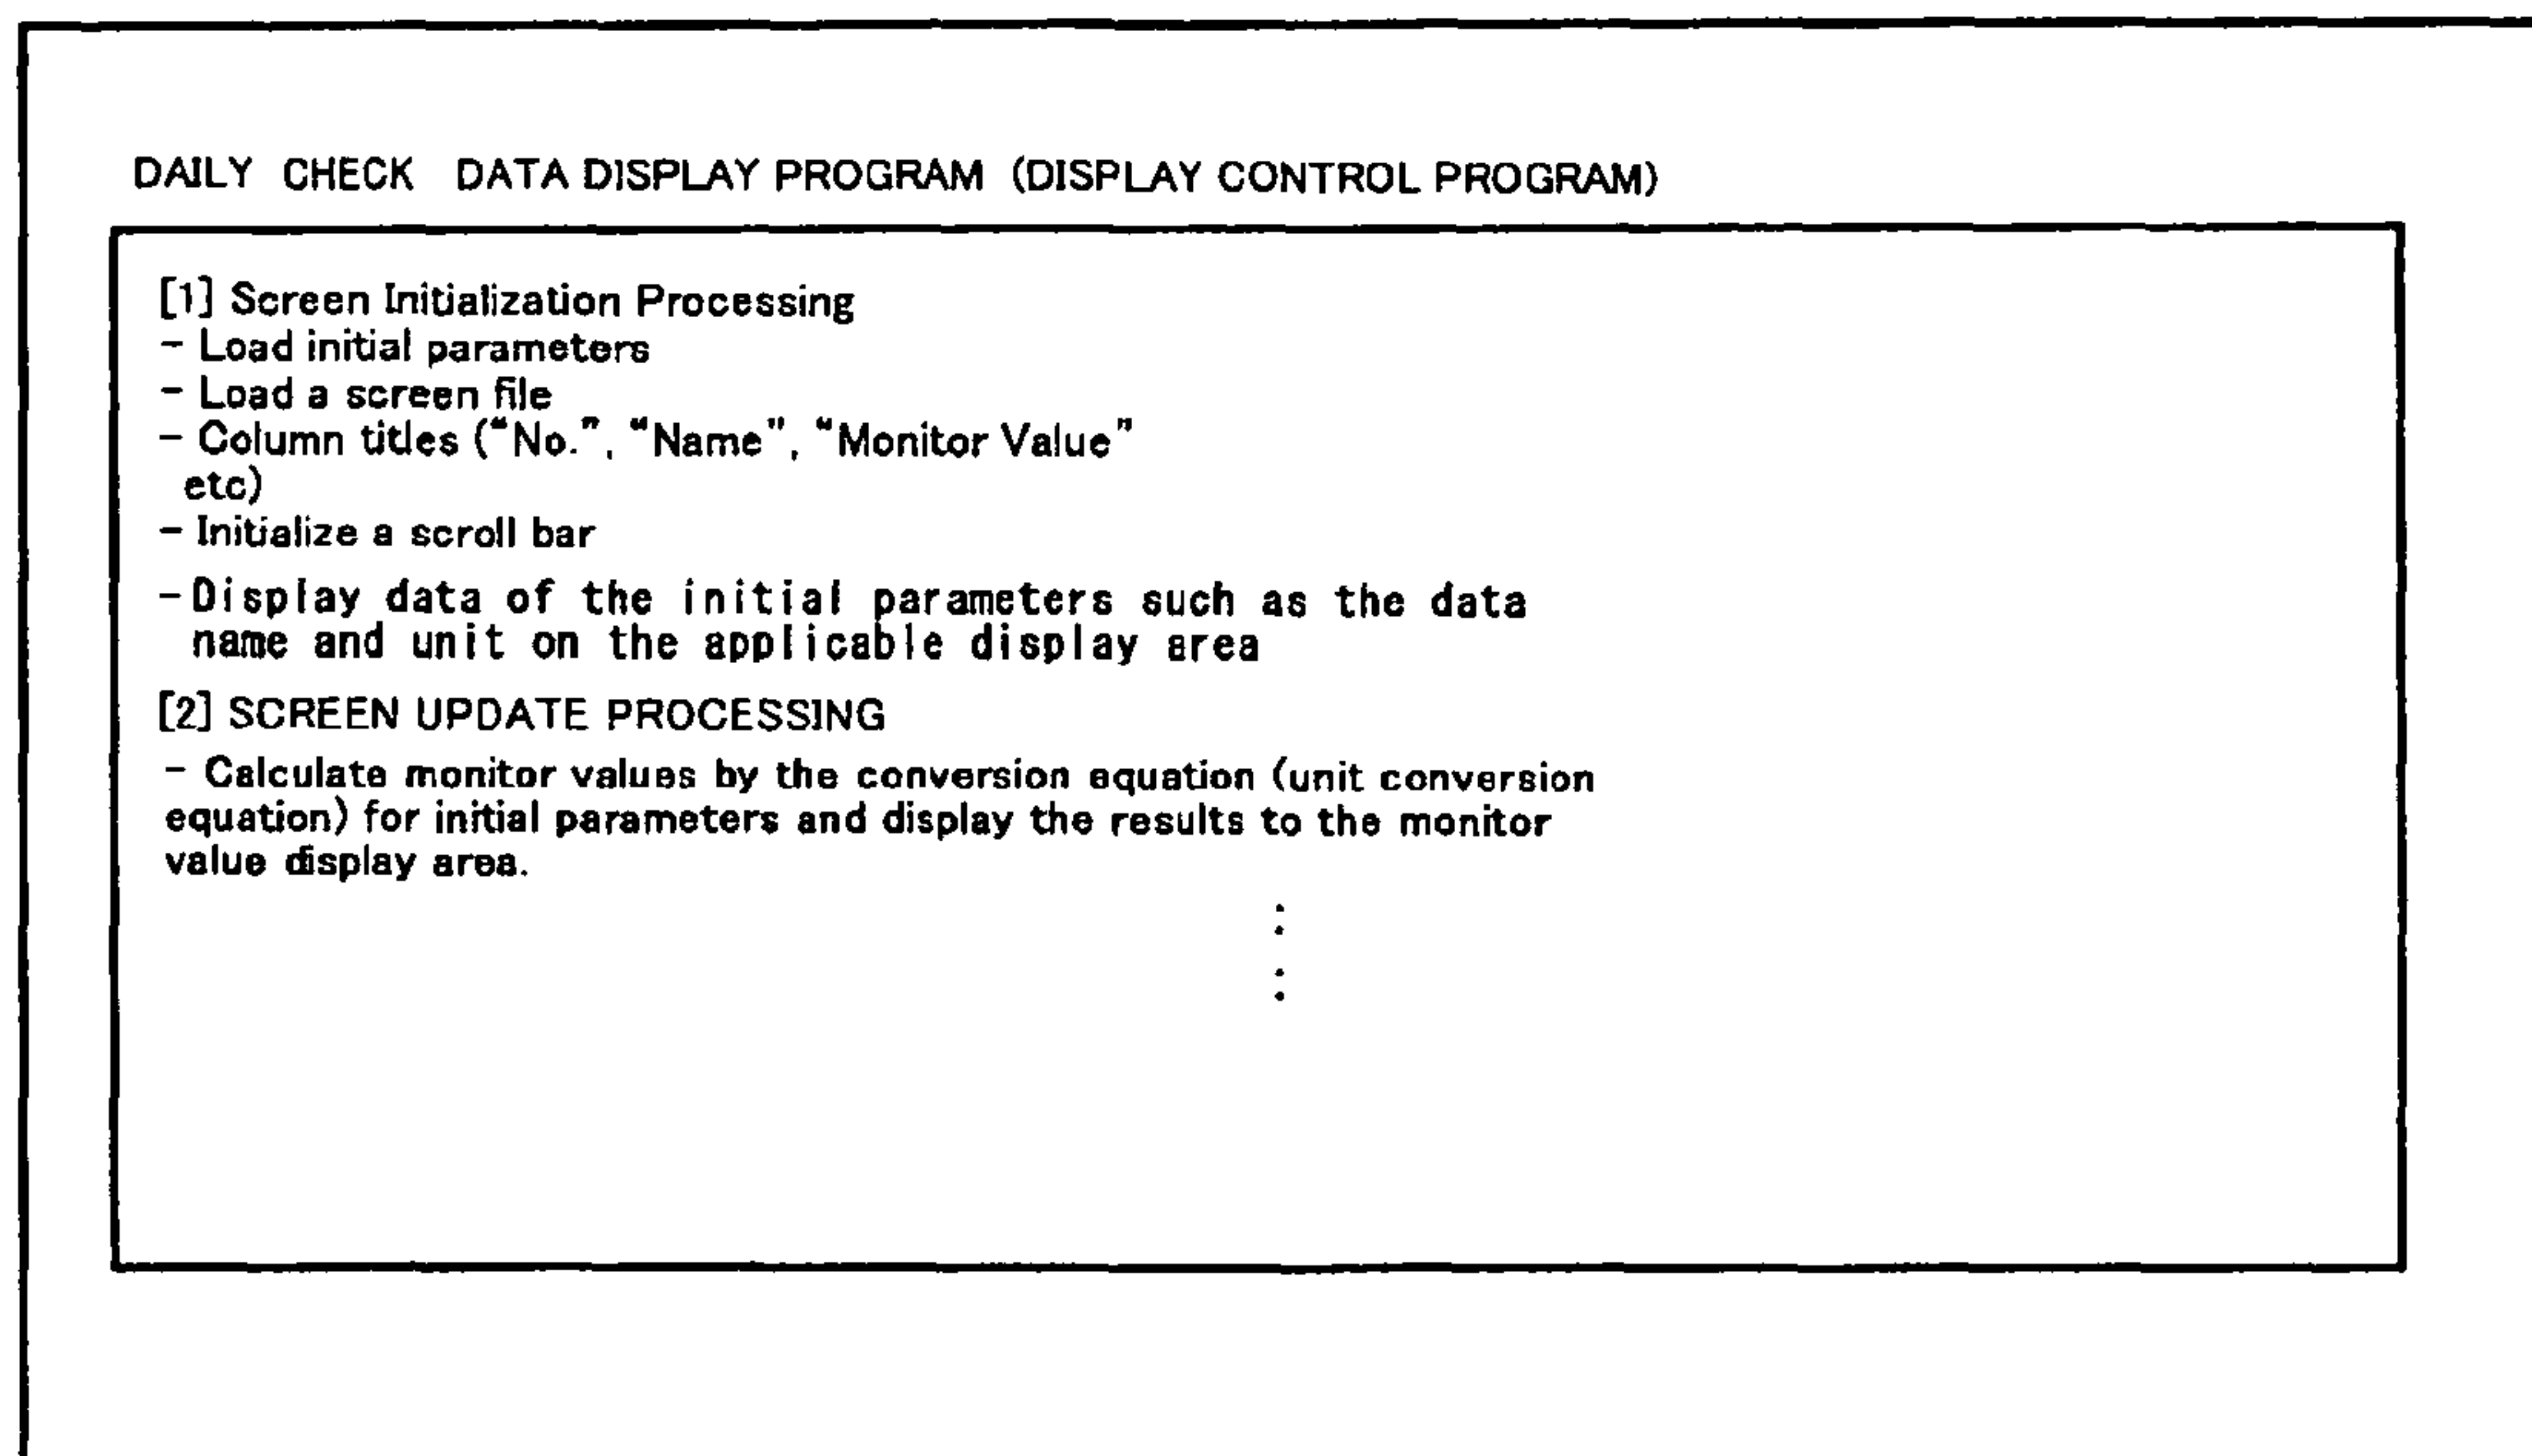 DAILY CHECK DATA DISPLAY PROGRAM (DISPLAY CONTROL PROGRAM)
[1] Screen Initialization Processing
- Load initial parameters
- Load a screen file
- Column titles ("No.", "Name", "Monitor Value"
etc)
- Initialize a scroll bar
- Display data of the initial parameters such as the data
name and unit on the applicable display area
[2] SCREEN UPDATE PROCESSING
- Calculate monitor values by the conversion equation (unit conversion
equation) for initial parameters and display the results to the monitor
value display area.